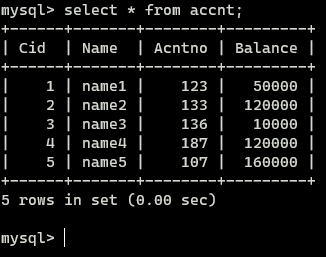 mysql> select * from accnt;
+------+-------+---------+---------+
| Cid  | Name  | Acntno  | Balance |
+------+-------+---------+---------+
|    1 | name1 |     123 |   50000 |
|    2 | name2 |     133 |  120000 |
|    3 | name3 |     136 |   10000 |
|    4 | name4 |     187 |  120000 |
|    5 | name5 |     107 |  160000 |
+------+-------+---------+---------+
5 rows in set (0.00 sec)
mysql>